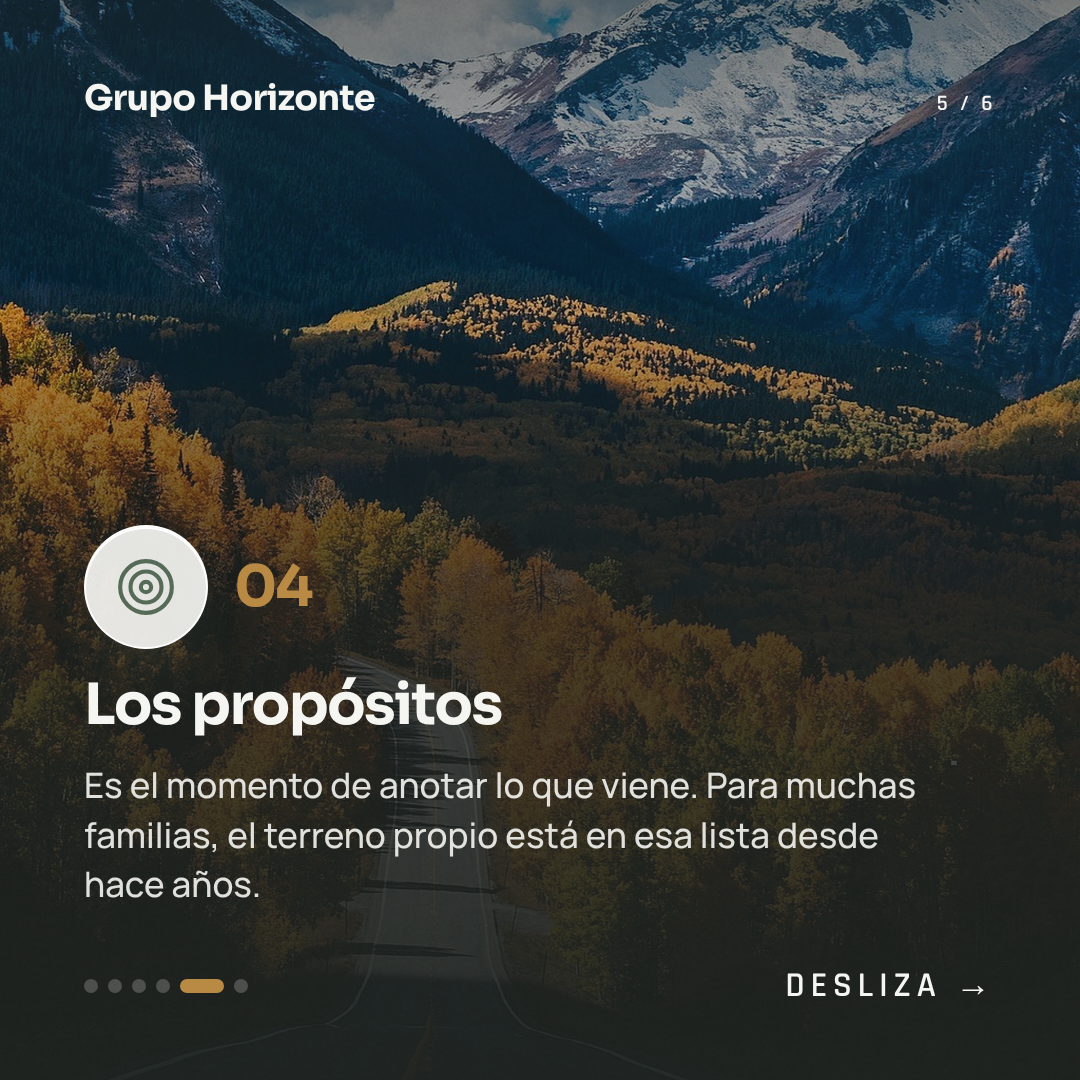 Grupo Horizonte
5 / 6
04
Los propósitos
Es el momento de anotar lo que viene. Para muchas
familias, el terreno propio está en esa lista desde
hace años.
DESLIZA →